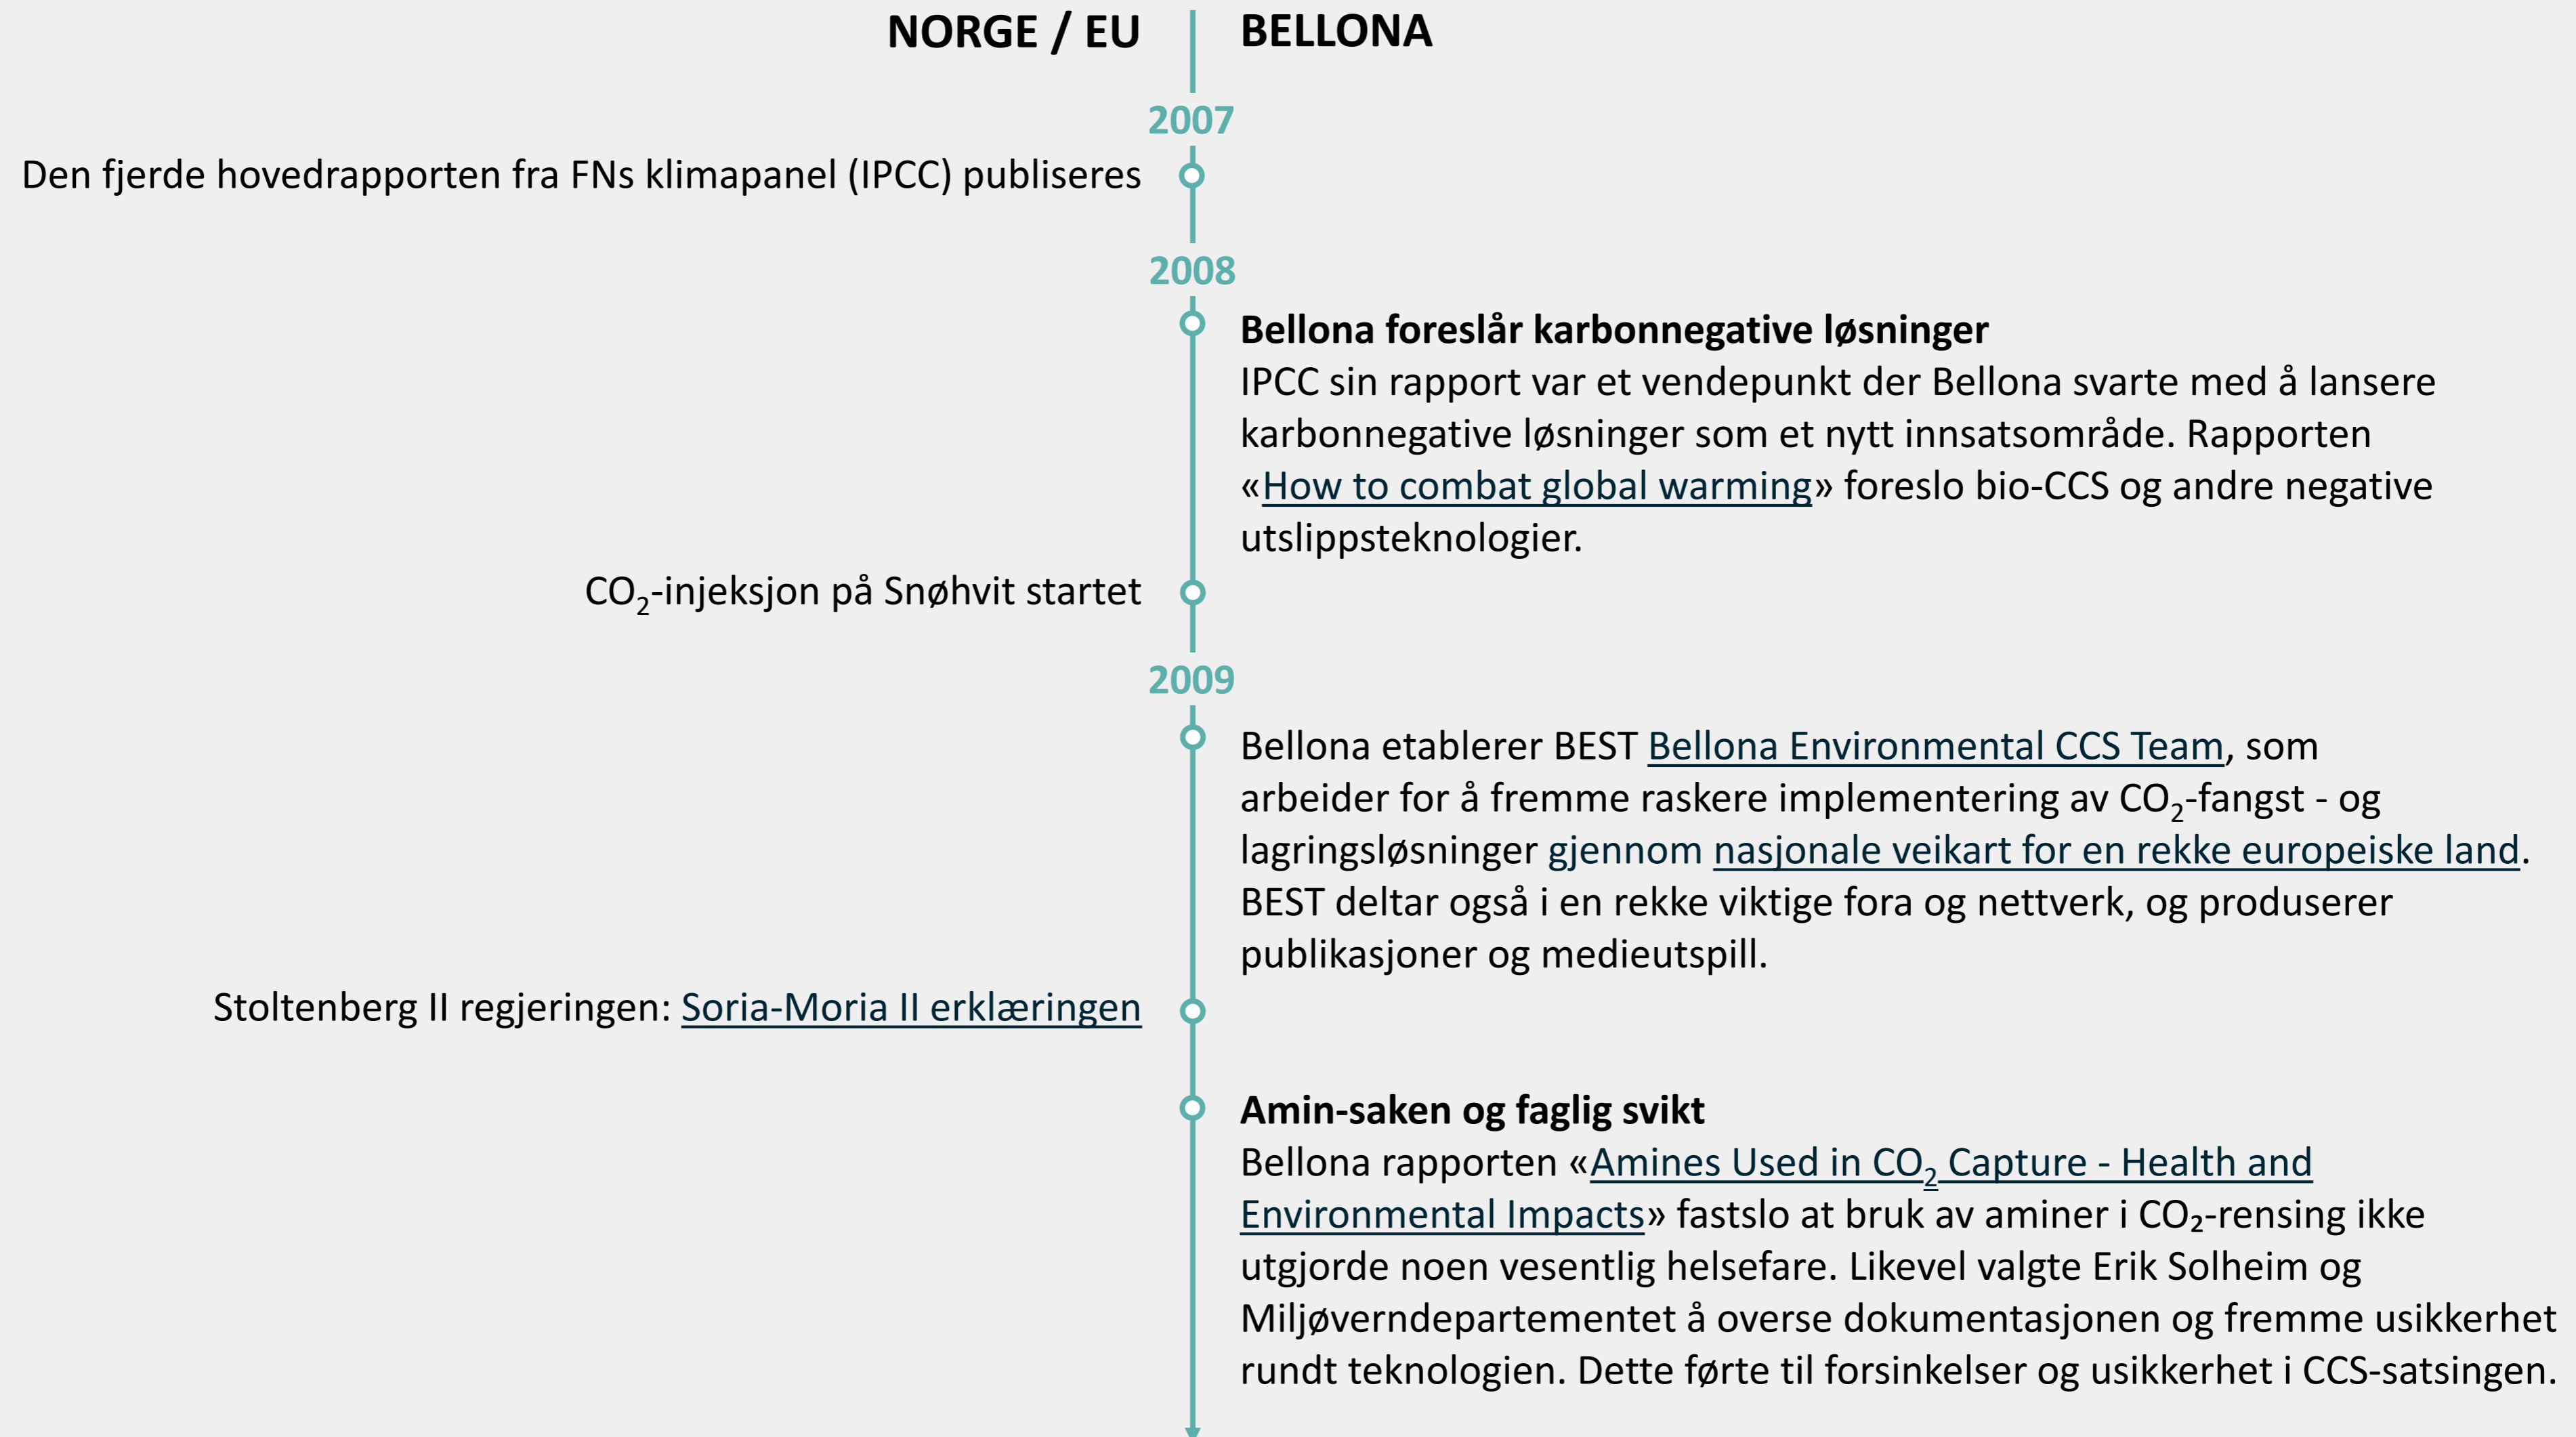 NORGE / EU
BELLONA
2007
Den fjerde hovedrapporten fra FNs klimapanel (IPCC) publiseres
2008
Bellona foreslår karbonnegative løsninger
IPCC sin rapport var et vendepunkt der Bellona svarte med å lansere
karbonnegative løsninger som et nytt innsatsområde. Rapporten
«How to combat global warming» foreslo bio-CCS og andre negative
utslippsteknologier.
CO₂-injeksjon på Snøhvit startet
2009
Bellona etablerer BEST Bellona Environmental CCS Team, som
arbeider for å fremme raskere implementering av CO₂-fangst - og
lagringsløsninger gjennom nasjonale veikart for en rekke europeiske land.
BEST deltar også i en rekke viktige fora og nettverk, og produserer
publikasjoner og medieutspill.
Stoltenberg II regjeringen: Soria-Moria II erklæringen
Amin-saken og faglig svikt
Bellona rapporten «Amines Used in CO₂ Capture - Health and
Environmental Impacts» fastslo at bruk av aminer i CO₂-rensing ikke
utgjorde noen vesentlig helsefare. Likevel valgte Erik Solheim og
Miljøverndepartementet å overse dokumentasjonen og fremme usikkerhet
rundt teknologien. Dette førte til forsinkelser og usikkerhet i CCS-satsingen.